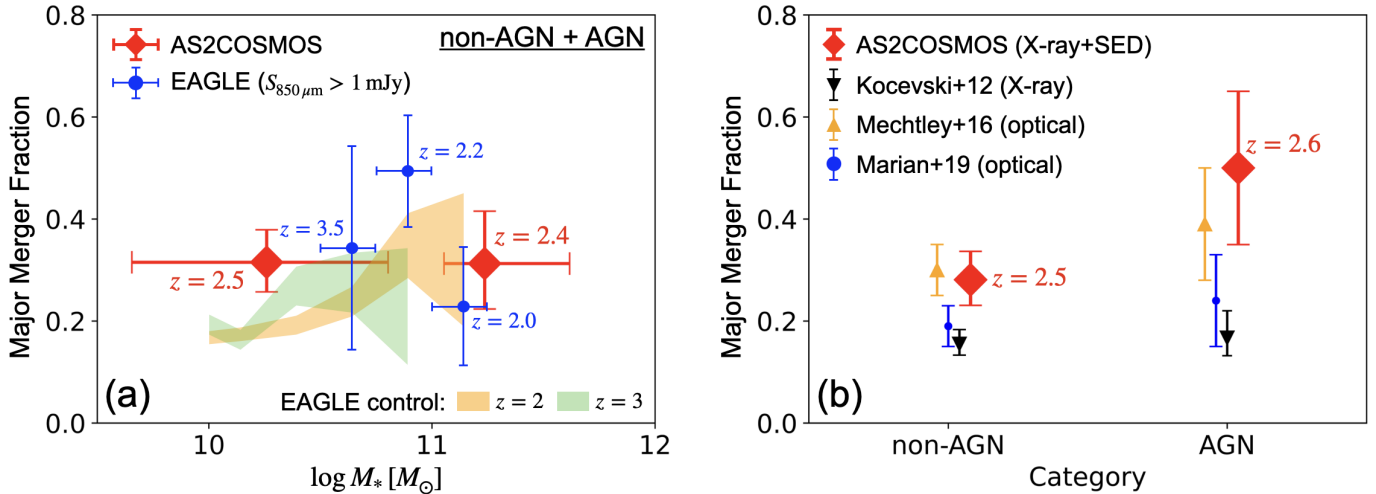 0.8
0.6
0.4
0.2
0.0
Major Merger Fraction
AS2COSMOS
EAGLE (S850 μm > 1 mJy)
non-AGN + AGN
z = 2.2
z = 3.5
z = 2.4
z = 2.5
z = 2.0
(a)
EAGLE control: z = 2 z = 3
10 11 12
log M* [M⊙]
0.8
0.6
0.4
0.2
0.0
Major Merger Fraction
AS2COSMOS (X-ray+SED)
Kocevski+12 (X-ray)
Mechtley+16 (optical)
Marian+19 (optical)
z = 2.6
z = 2.5
(b)
non-AGN AGN
Category